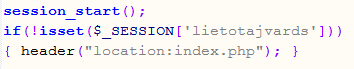 session_start();
if(!isset($_SESSION['lietotajvards']))
{ header("location:index.php"); }